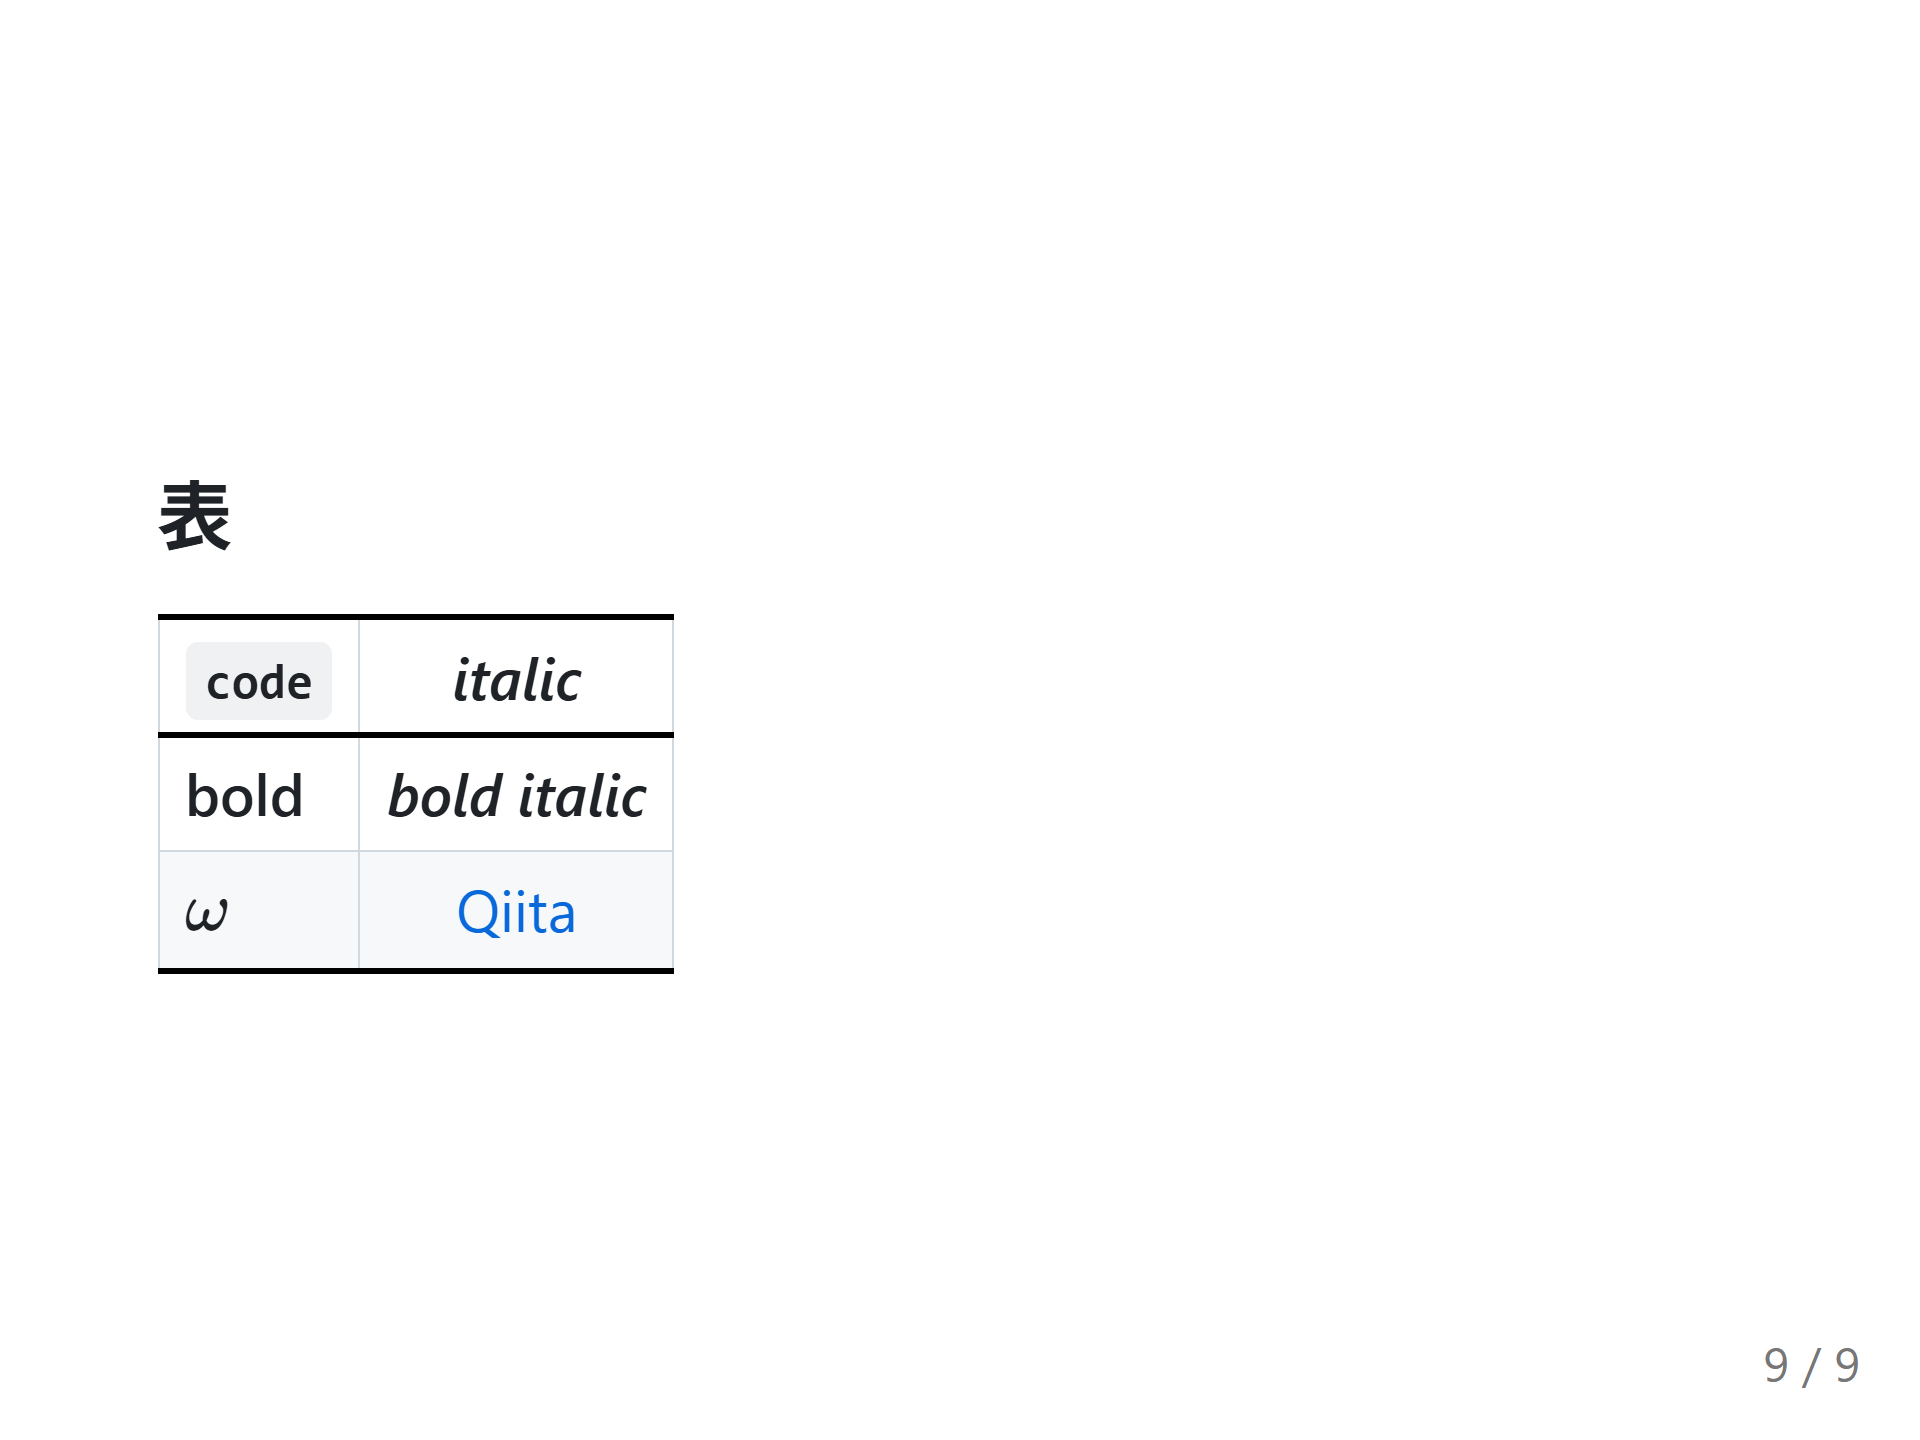 表
code italic
bold bold italic
ω Qiita
9 / 9